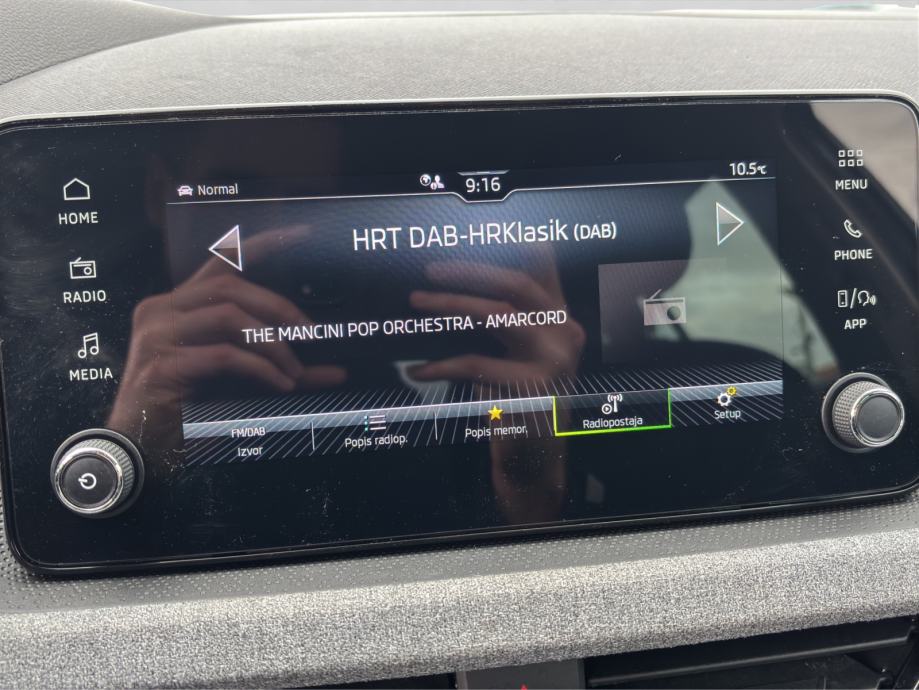 Normal
9:16
10.5°C
HOME
RADIO
MEDIA
HRT DAB-HRKlasik (DAB)
THE MANCINI POP ORCHESTRA - AMARCORD
MENU
PHONE
APP
FM/DAB
Izvor
Popis radiop.
Popis memor.
Radiopostaja
Setup